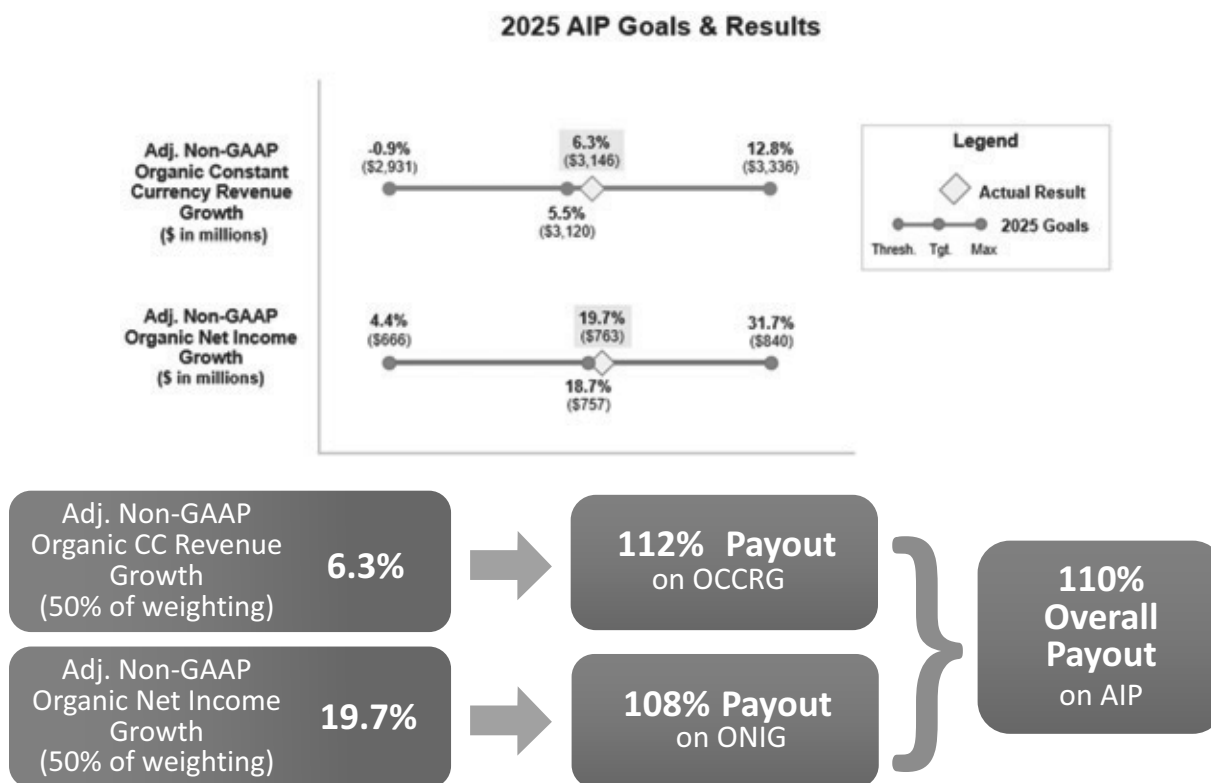 2025 AIP Goals & Results
Adj. Non-GAAP
Organic Constant
Currency Revenue
Growth
($ in millions)
-0.9%
($2,931)
6.3%
($3,146)
12.8%
($3,336)
5.5%
($3,120)
Legend
Actual Result
2025 Goals
Thresh. Tgt. Max
Adj. Non-GAAP
Organic Net Income
Growth
($ in millions)
4.4%
($666)
19.7%
($763)
31.7%
($840)
18.7%
($757)
Adj. Non-GAAP
Organic CC Revenue
Growth
(50% of weighting)
6.3%
112% Payout
on OCCRG
Adj. Non-GAAP
Organic Net Income
Growth
(50% of weighting)
19.7%
108% Payout
on ONIG
110%
Overall
Payout
on AIP